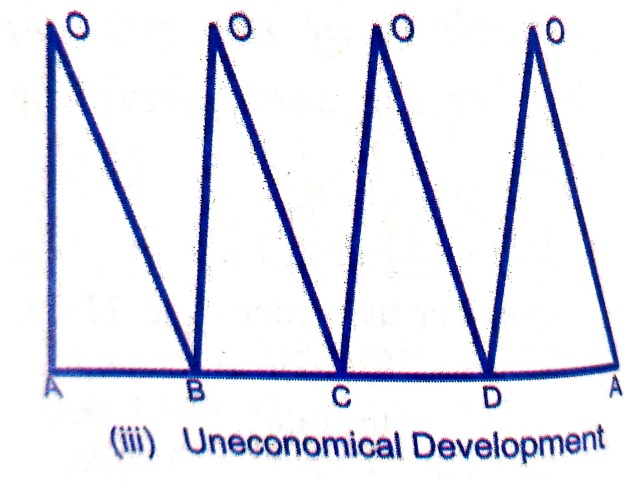 O O O O
A B C D A
(iii) Uneconomical Development